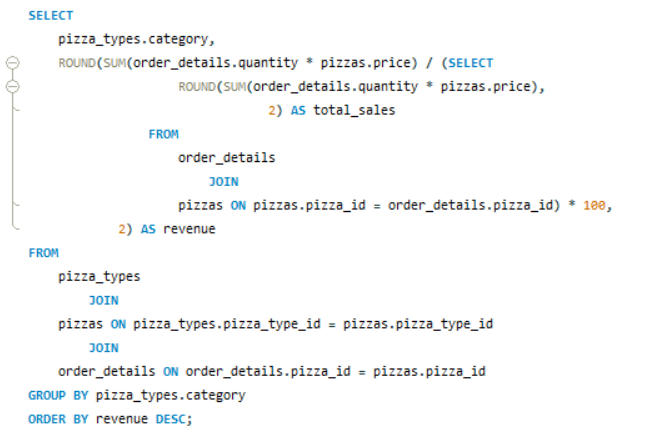 SELECT
pizza_types.category,
ROUND(SUM(order_details.quantity * pizzas.price) / (SELECT
ROUND(SUM(order_details.quantity * pizzas.price),
2) AS total_sales
FROM
order_details
JOIN
pizzas ON pizzas.pizza_id = order_details.pizza_id) * 100,
2) AS revenue
FROM
pizza_types
JOIN
pizzas ON pizza_types.pizza_type_id = pizzas.pizza_type_id
JOIN
order_details ON order_details.pizza_id = pizzas.pizza_id
GROUP BY pizza_types.category
ORDER BY revenue DESC;